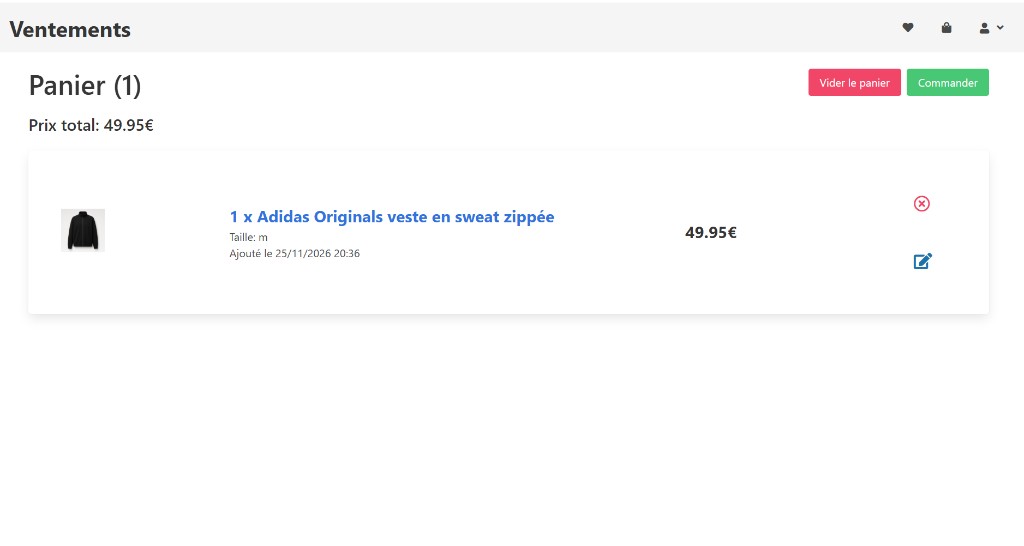 Ventements
Panier (1)
Vider le panier
Commander
Prix total: 49.95€
1 x Adidas Originals veste en sweat zippée
Taille: m
Ajouté le 25/11/2026 20:36
49.95€